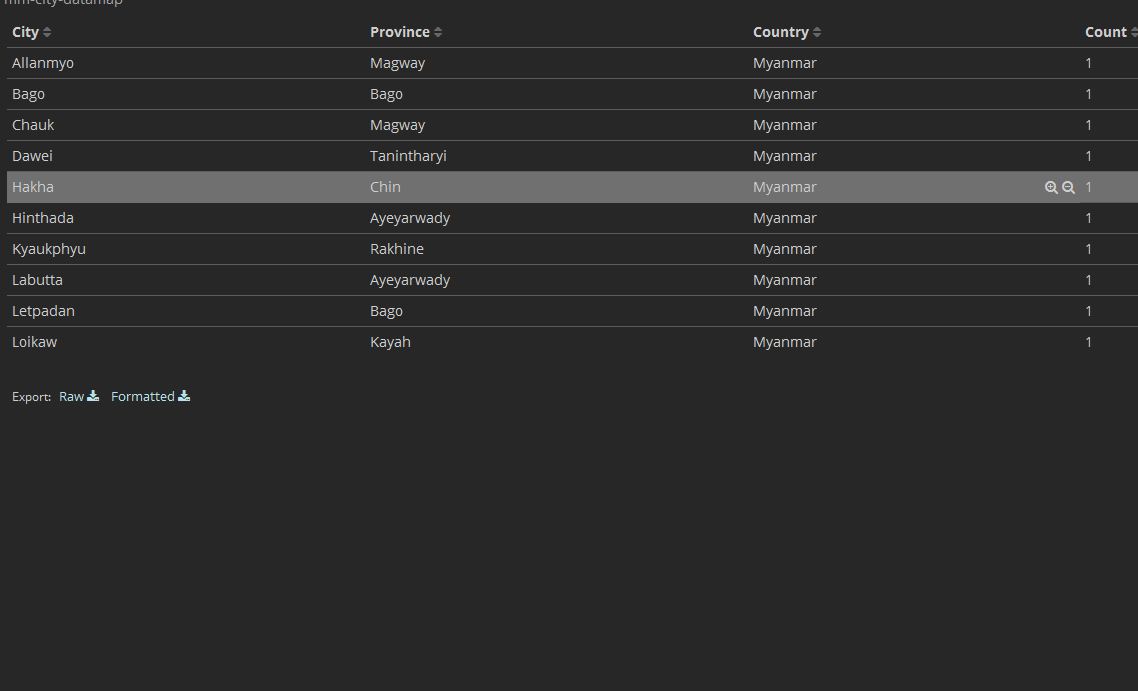 mm-city-datamap
City Province Country Count
Allanmyo Magway Myanmar 1
Bago Bago Myanmar 1
Chauk Magway Myanmar 1
Dawei Tanintharyi Myanmar 1
Hakha Chin Myanmar 1
Hinthada Ayeyarwady Myanmar 1
Kyaukphyu Rakhine Myanmar 1
Labutta Ayeyarwady Myanmar 1
Letpadan Bago Myanmar 1
Loikaw Kayah Myanmar 1
Export: Raw Formatted